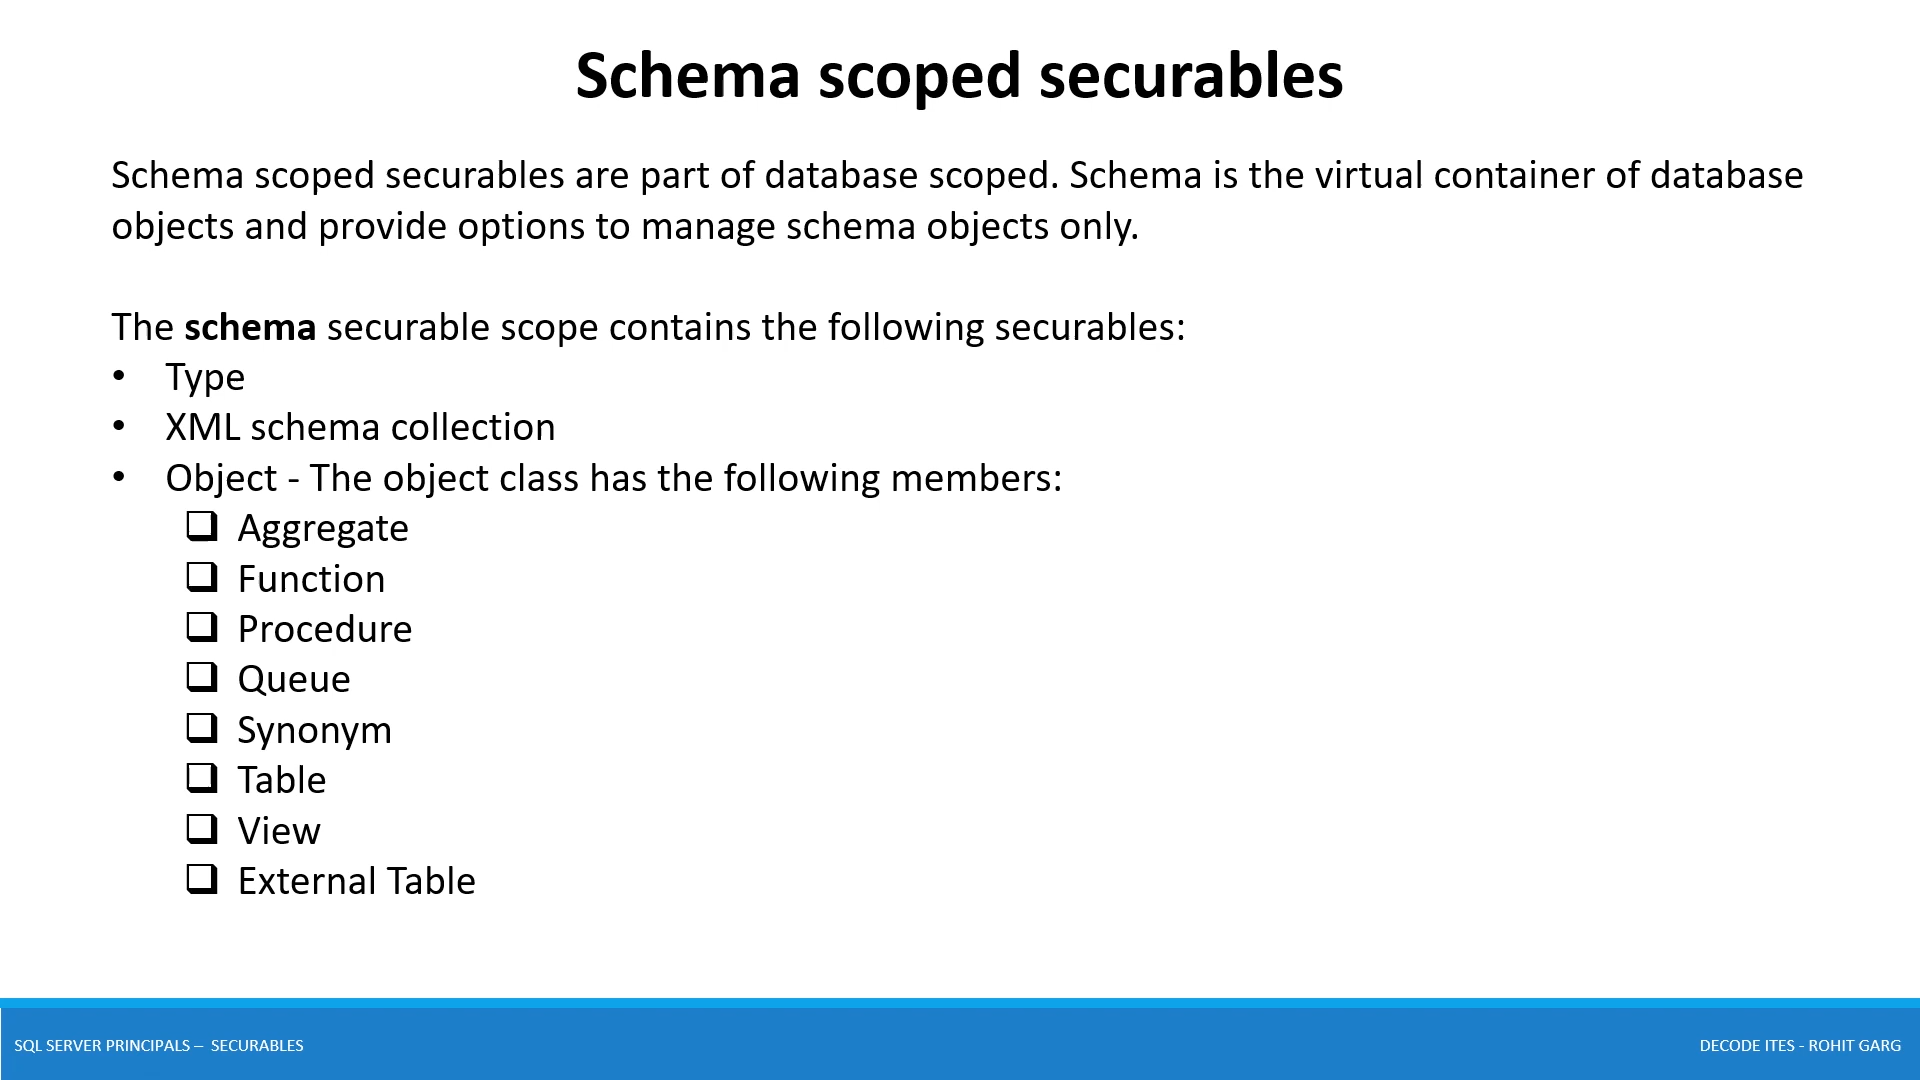 Schema scoped securables
Schema scoped securables are part of database scoped. Schema is the virtual container of database
objects and provide options to manage schema objects only.
The schema securable scope contains the following securables:
• Type
• XML schema collection
• Object - The object class has the following members:
❑ Aggregate
❑ Function
❑ Procedure
❑ Queue
❑ Synonym
❑ Table
❑ View
❑ External Table
SQL SERVER PRINCIPALS – SECURABLES
DECODE ITES - ROHIT GARG